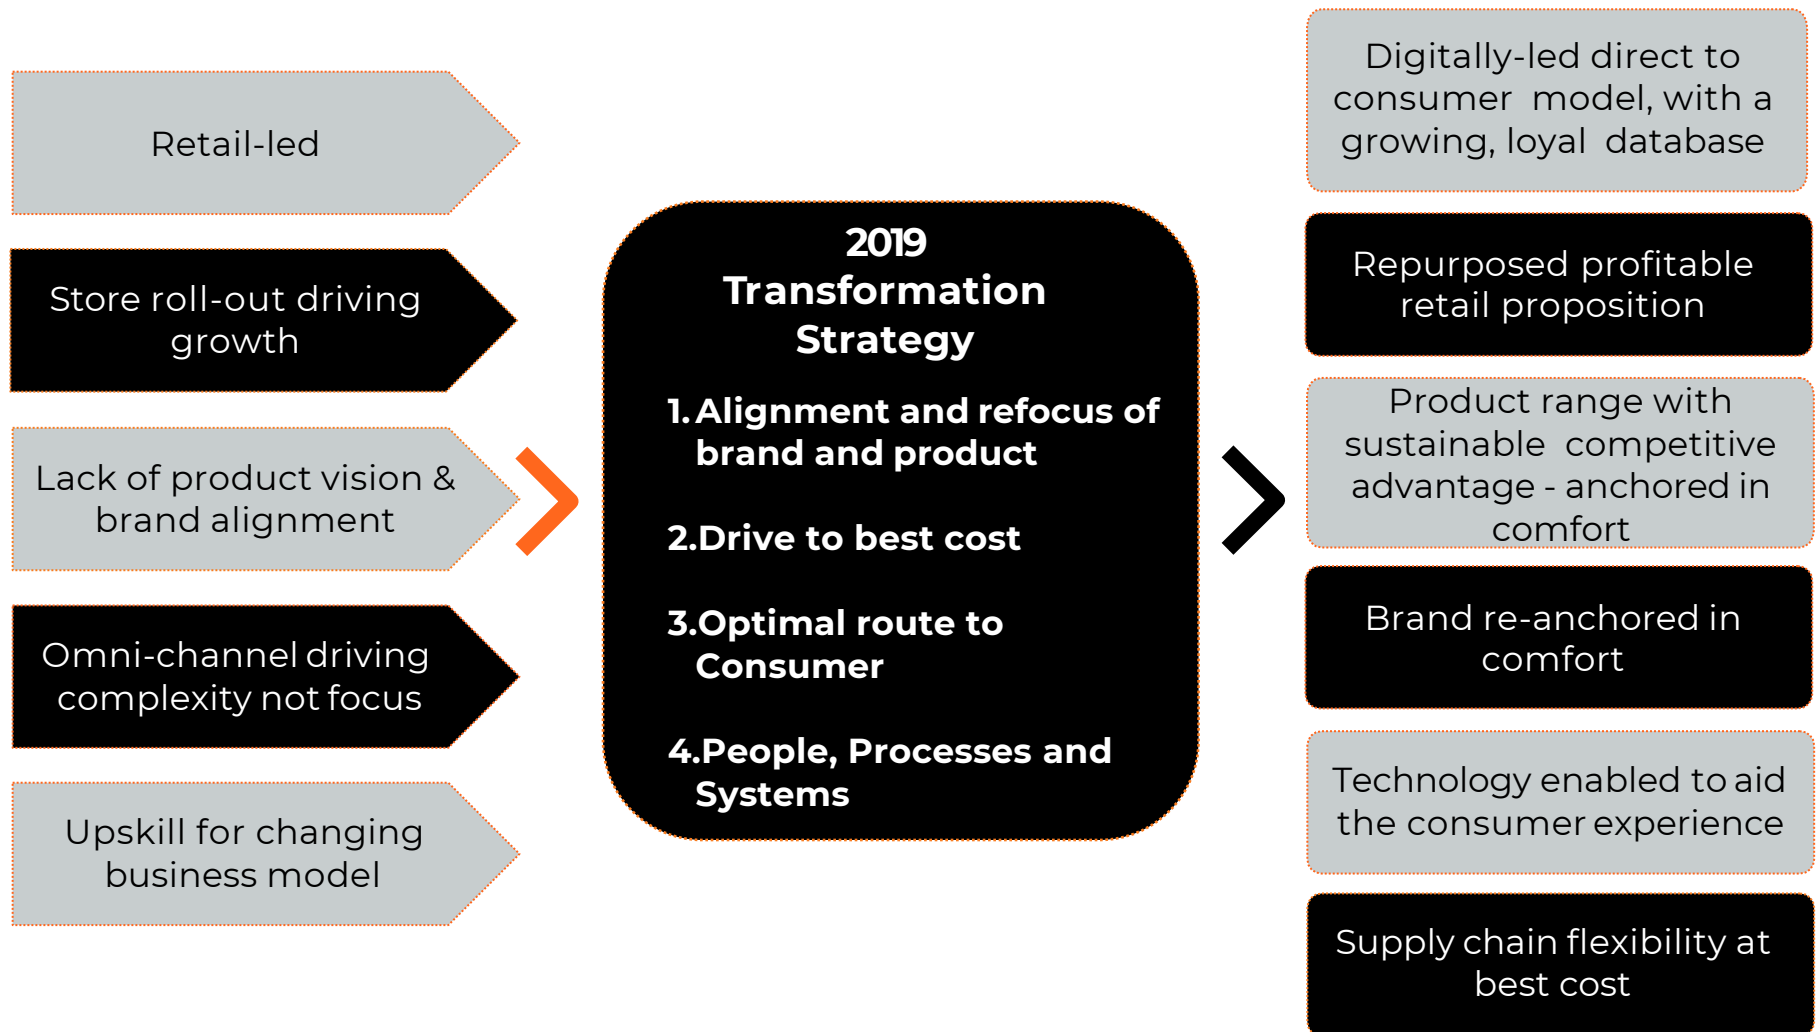 Retail-led
Store roll-out driving
growth
Lack of product vision &
brand alignment
Omni-channel driving
complexity not focus
Upskill for changing
business model
2019
Transformation
Strategy
1. Alignment and refocus of
brand and product
2.Drive to best cost
3.Optimal route to
Consumer
4.People, Processes and
Systems
Digitally-led direct to
consumer model, with a
growing, loyal database
Repurposed profitable
retail proposition
Product range with
sustainable competitive
advantage - anchored in
comfort
Brand re-anchored in
comfort
Technology enabled to aid
the consumer experience
Supply chain flexibility at
best cost